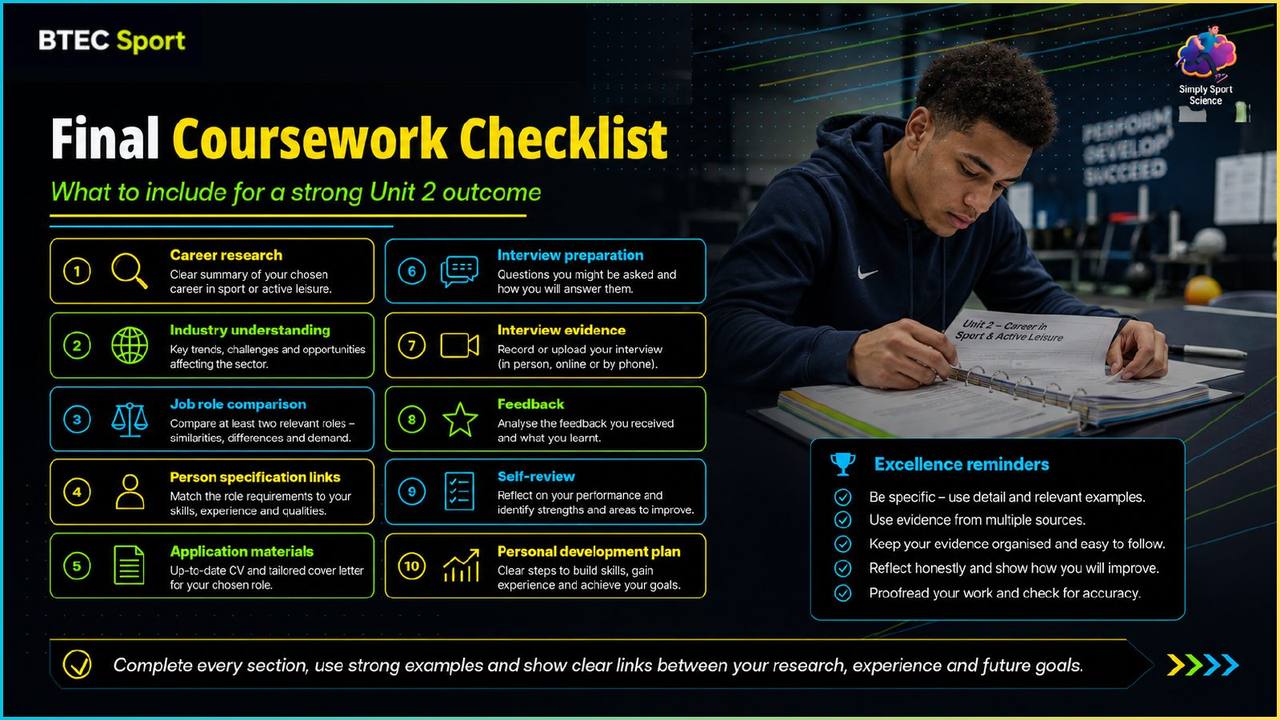 BTEC Sport
Simply Sport
Science
PERFORM
DEVELOP
SUCCEED
Final Coursework Checklist
What to include for a strong Unit 2 outcome
1
Career research
Clear summary of your chosen
career in sport or active leisure.
2
Industry understanding
Key trends, challenges and opportunities
affecting the sector.
3
Job role comparison
Compare at least two relevant roles –
similarities, differences and demand.
4
Person specification links
Match the role requirements to your
skills, experience and qualities.
5
Application materials
Up-to-date CV and tailored cover letter
for your chosen role.
6
Interview preparation
Questions you might be asked and
how you will answer them.
7
Interview evidence
Record or upload your interview
(in person, online or by phone).
8
Feedback
Analyse the feedback you received
and what you learnt.
9
Self-review
Reflect on your performance and
identify strengths and areas to improve.
10
Personal development plan
Clear steps to build skills, gain
experience and achieve your goals.
Unit 2 – Career in
Sport & Active Leisure
Excellence reminders
Be specific – use detail and relevant examples.
Use evidence from multiple sources.
Keep your evidence organised and easy to follow.
Reflect honestly and show how you will improve.
Proofread your work and check for accuracy.
Complete every section, use strong examples and show clear links between your research, experience and future goals.